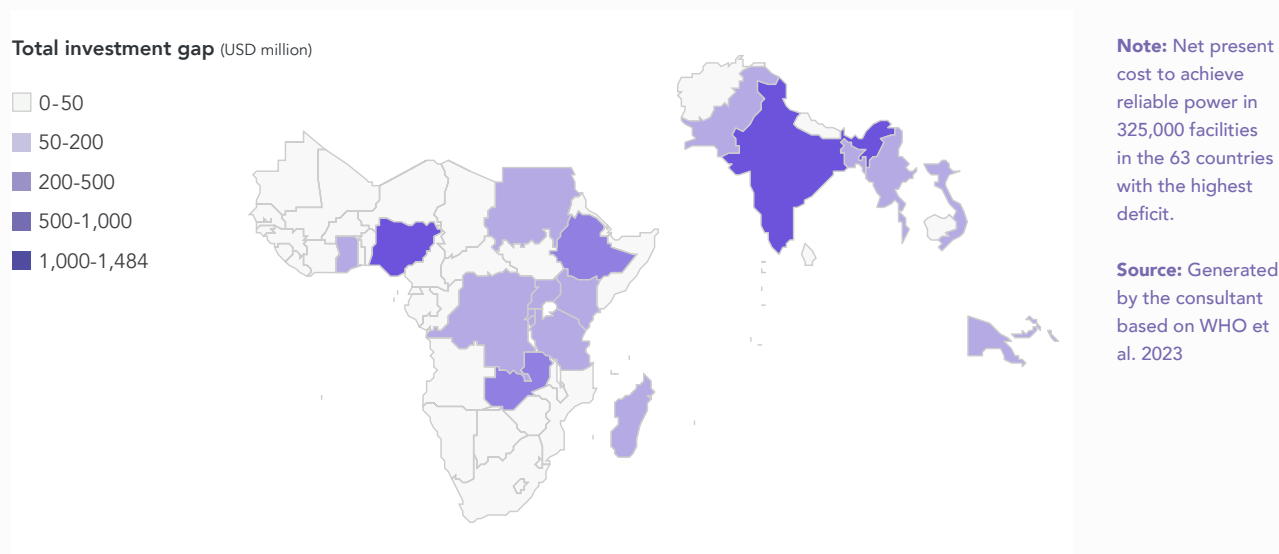 Total investment gap (USD million)
0-50
50-200
200-500
500-1,000
1,000-1,484
Note: Net present
cost to achieve
reliable power in
325,000 facilities
in the 63 countries
with the highest
deficit.
Source: Generated
by the consultant
based on WHO et
al. 2023